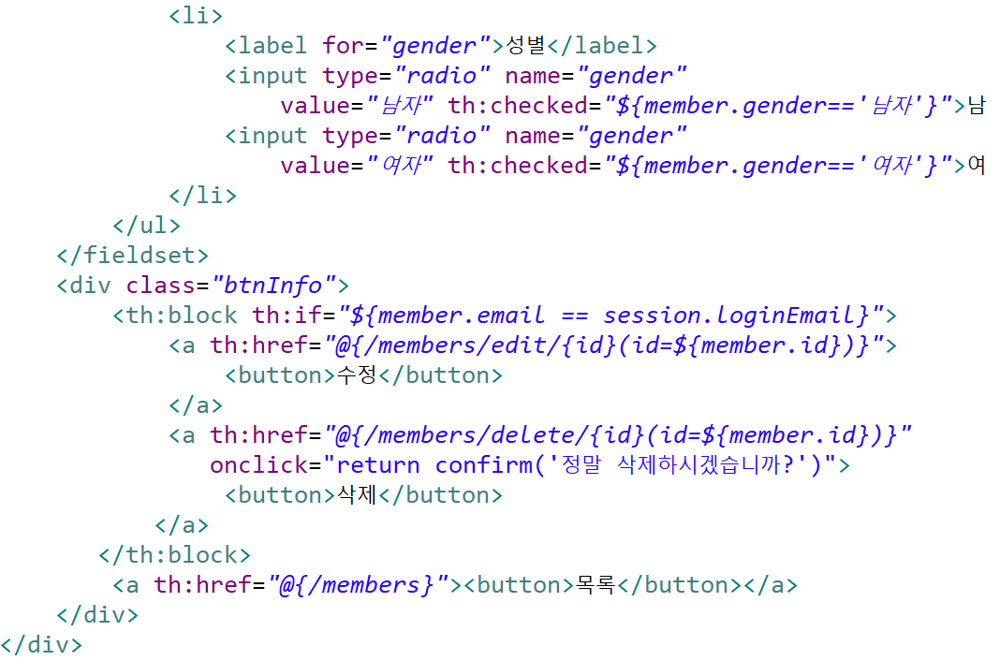 <li>
<label for="gender">성별</label>
<input type="radio" name="gender"
value="남자" th:checked="${member.gender=='남자'}">남
<input type="radio" name="gender"
value="여자" th:checked="${member.gender=='여자'}">여
</li>
</ul>
</fieldset>
<div class="btnInfo">
<th:block th:if="${member.email == session.loginEmail}">
<a th:href="@{/members/edit/{id}(id=${member.id})}">
<button>수정</button>
</a>
<a th:href="@{/members/delete/{id}(id=${member.id})}"
onclick="return confirm('정말 삭제하시겠습니까?')">
<button>삭제</button>
</a>
</th:block>
<a th:href="@{/members}"><button>목록</button></a>
</div>
</div>